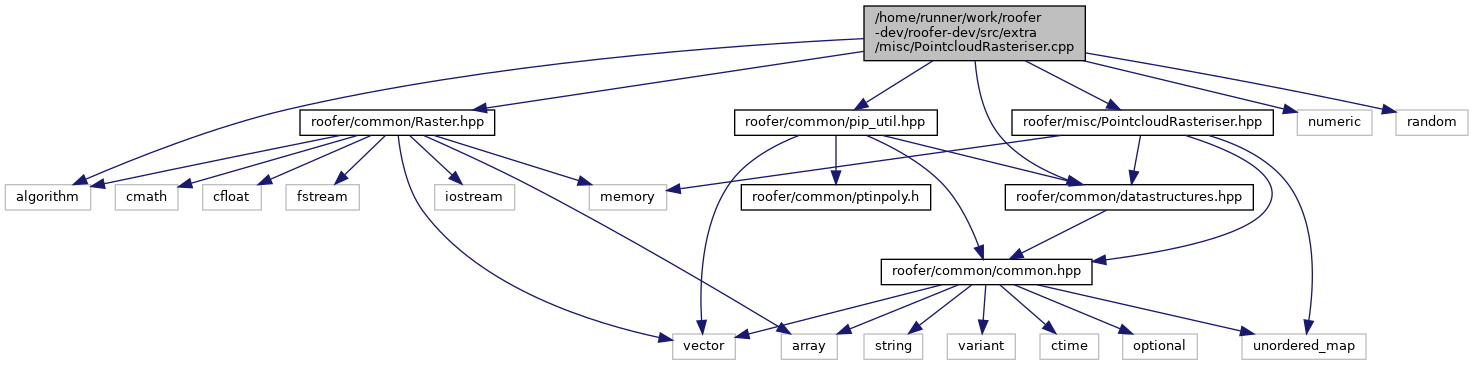 /home/runner/work/roofer
-dev/roofer-dev/src/extra
/misc/PointcloudRasteriser.cpp
roofer/common/Raster.hpp
roofer/common/pip_util.hpp
roofer/misc/PointcloudRasteriser.hpp
numeric
random
algorithm
cmath
cfloat
fstream
iostream
memory
roofer/common/ptinpoly.h
roofer/common/datastructures.hpp
roofer/common/common.hpp
vector
array
string
variant
ctime
optional
unordered_map